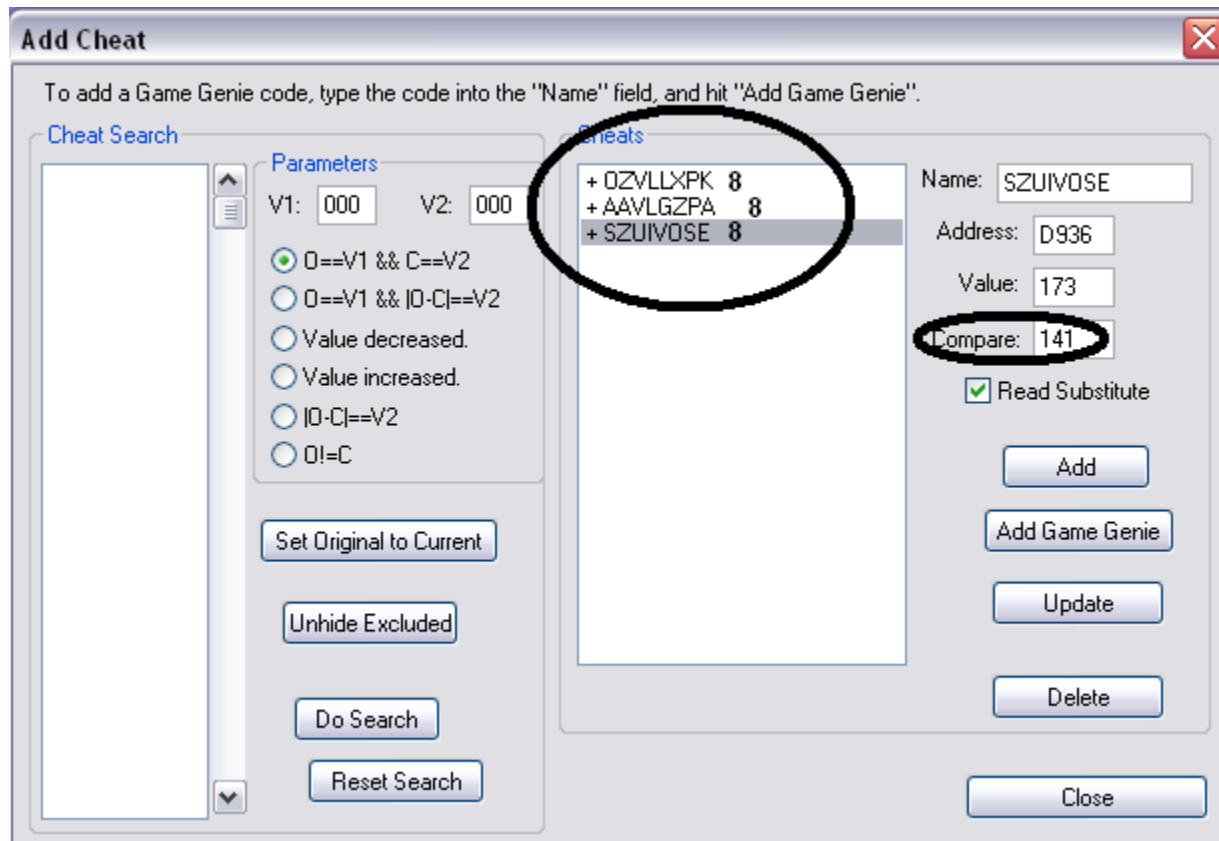 Add Cheat
To add a Game Genie code, type the code into the "Name" field, and hit "Add Game Genie".
Cheat Search
Parameters
V1: 000 V2: 000
O==V1 && C==V2
O==V1 && |O-C|==V2
Value decreased.
Value increased.
|O-C|==V2
O!=C
Set Original to Current
Unhide Excluded
Do Search
Reset Search
Cheats
+ OZVLLXPK 8
+ AAVLGZPA 8
+ SZUIVOSE 8
Name: SZUIVOSE
Address: D936
Value: 173
Compare: 141
Read Substitute
Add
Add Game Genie
Update
Delete
Close